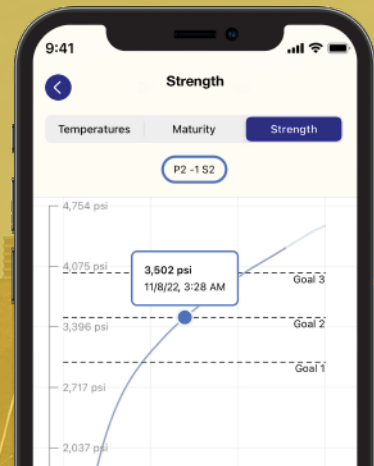 9:41
Strength
Temperatures Maturity Strength
P2 -1 S2
4,754 psi
4,075 psi
3,502 psi
11/8/22, 3:28 AM
Goal 3
3,396 psi
Goal 2
Goal 1
2,717 psi
2,037 psi